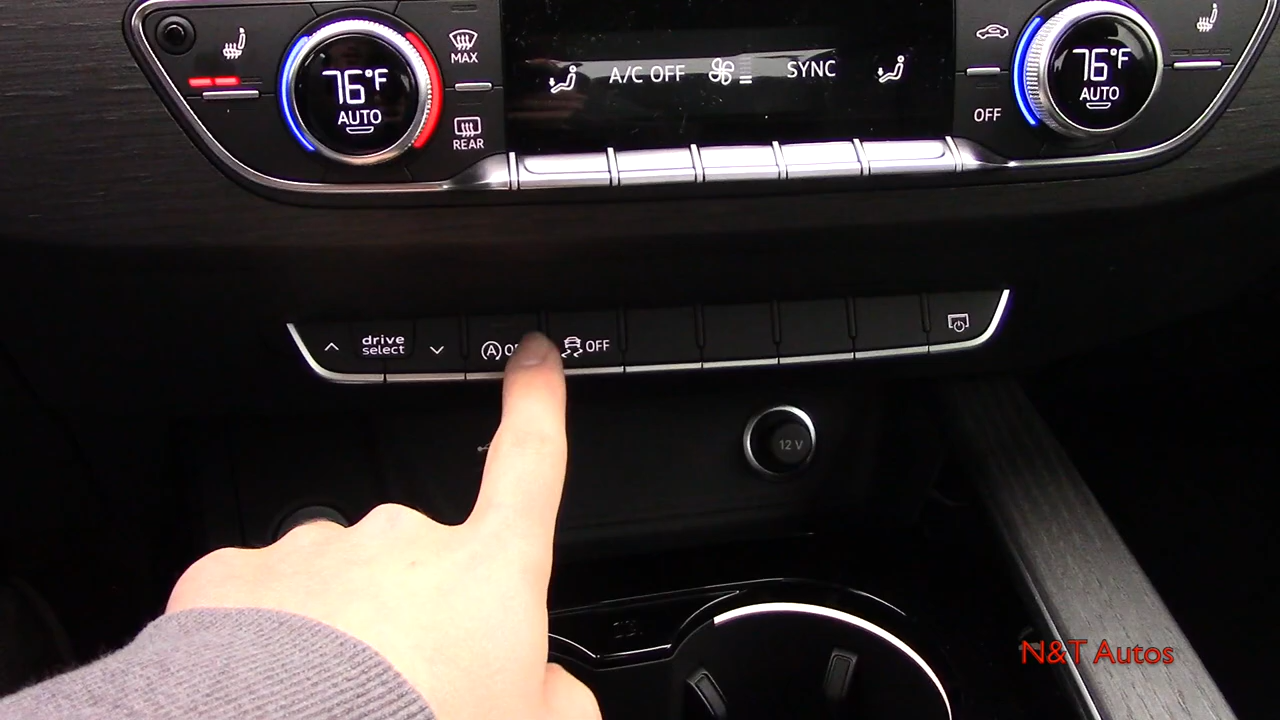 76°F
AUTO
MAX
REAR
A/C OFF
SYNC
OFF
76°F
AUTO
drive
select
A
OFF
12 V
N&T Autos